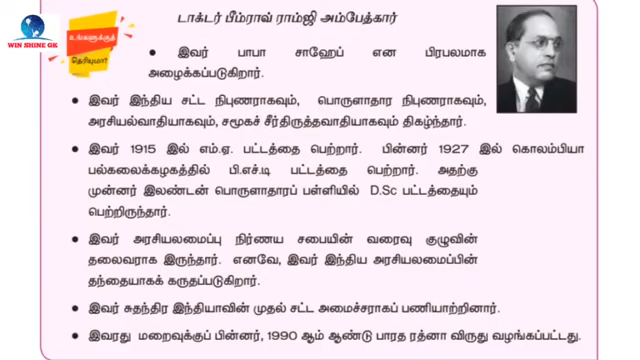 WIN SHINE GK
உங்களுக்குத்
தெரியுமா?
டாக்டர் பீம்ராவ் ராம்ஜி அம்பேத்கார்
● இவர் பாபா சாஹேப் என பிரபலமாக
அழைக்கப்படுகிறார்.
● இவர் இந்திய சட்ட நிபுணராகவும், பொருளாதார நிபுணராகவும்,
அரசியல்வாதியாகவும், சமூகச் சீர்திருத்தவாதியாகவும் திகழ்ந்தார்.
● இவர் 1915 இல் எம்.ஏ. பட்டத்தை பெற்றார். பின்னர் 1927 இல் கொலம்பியா
பல்கலைக்கழகத்தில் பி.எச்.டி பட்டத்தை பெற்றார். அதற்கு
முன்னர் இலண்டன் பொருளாதாரப் பள்ளியில் D.Sc பட்டத்தையும்
பெற்றிருந்தார்.
● இவர் அரசியலமைப்பு நிர்ணய சபையின் வரைவு குழுவின்
தலைவராக இருந்தார். எனவே, இவர் இந்திய அரசியலமைப்பின்
தந்தையாகக் கருதப்படுகிறார்.
● இவர் சுதந்திர இந்தியாவின் முதல் சட்ட அமைச்சராகப் பணியாற்றினார்.
● இவரது மறைவுக்குப் பின்னர், 1990 ஆம் ஆண்டு பாரத ரத்னா விருது வழங்கப்பட்டது.